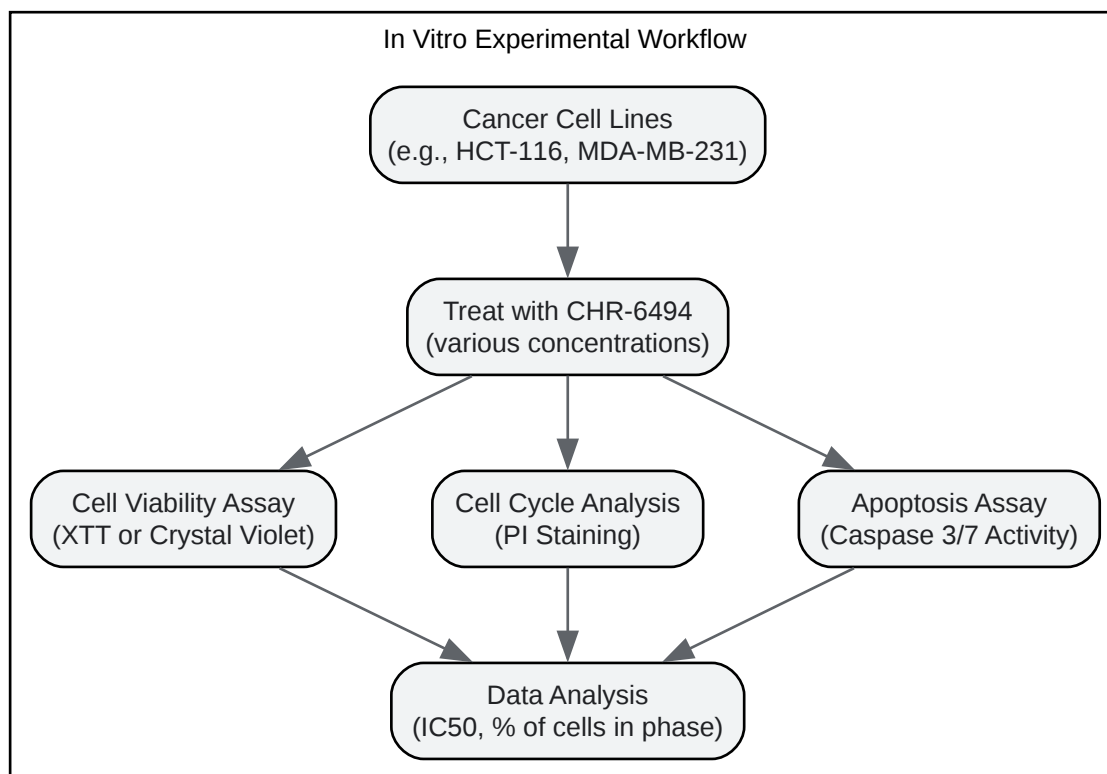 In Vitro Experimental Workflow
Cancer Cell Lines
(e.g., HCT-116, MDA-MB-231)
Treat with CHR-6494
(various concentrations)
Cell Viability Assay
(XTT or Crystal Violet)
Cell Cycle Analysis
(PI Staining)
Apoptosis Assay
(Caspase 3/7 Activity)
Data Analysis
(IC50, % of cells in phase)